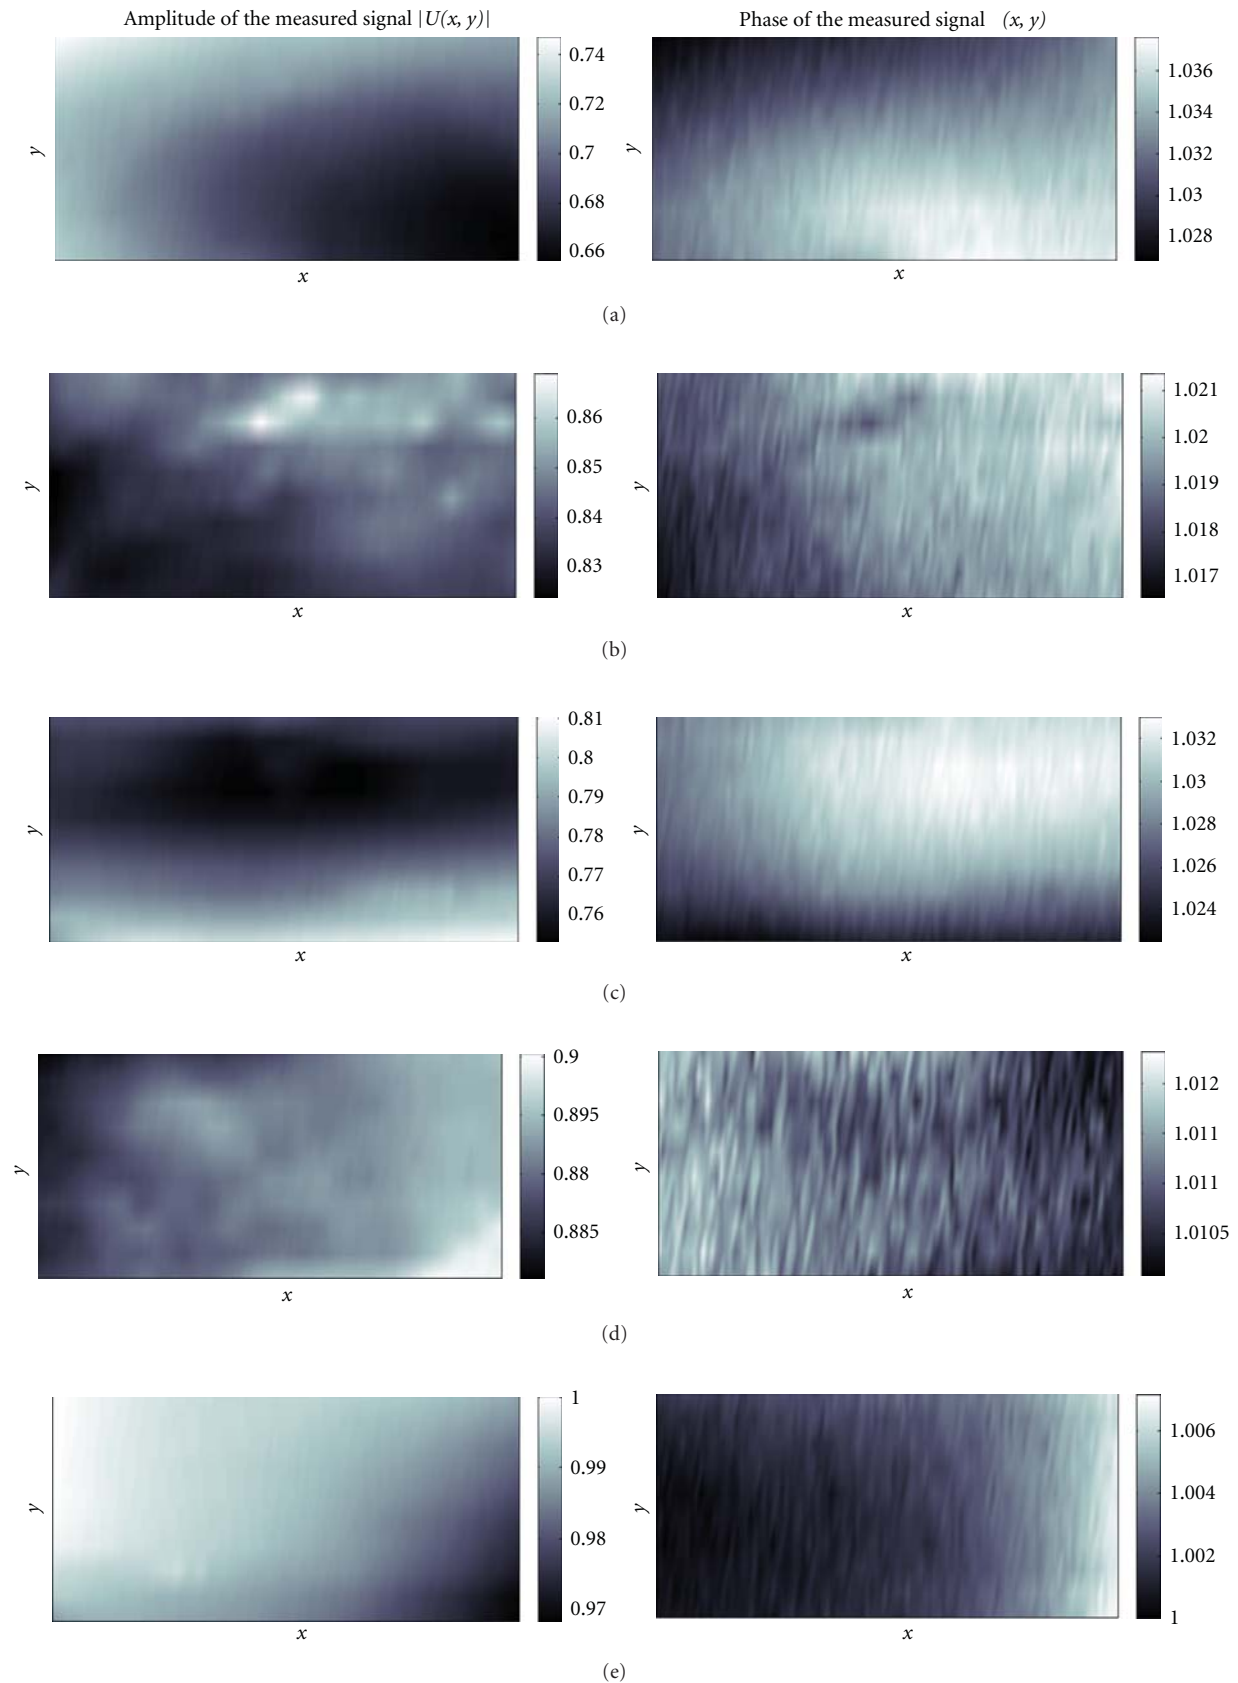 Amplitude of the measured signal |U(x, y)|
Phase of the measured signal (x, y)
y
0.74
0.72
0.7
0.68
0.66
x
y
1.036
1.034
1.032
1.03
1.028
x
(a)
y
0.86
0.85
0.84
0.83
x
y
1.021
1.02
1.019
1.018
1.017
x
(b)
y
0.81
0.8
0.79
0.78
0.77
0.76
x
y
1.032
1.03
1.028
1.026
1.024
x
(c)
y
0.9
0.895
0.88
0.885
x
y
1.012
1.011
1.011
1.0105
x
(d)
y
1
0.99
0.98
0.97
x
y
1.006
1.004
1.002
1
x
(e)